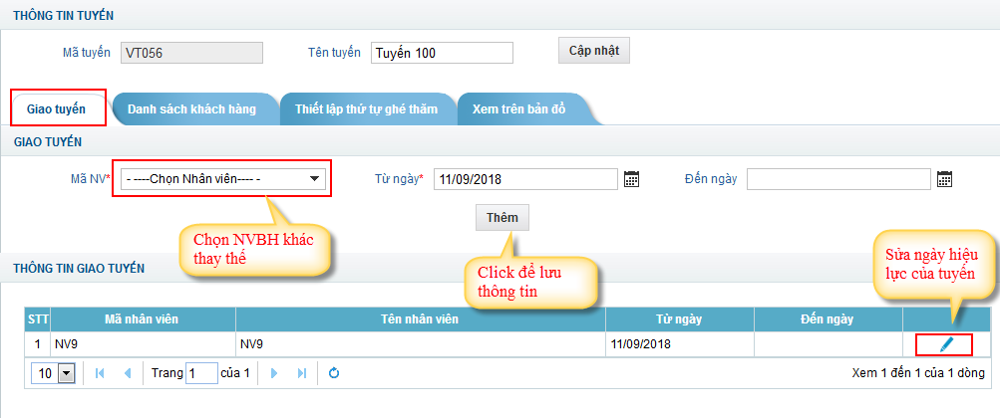 THÔNG TIN TUYẾN
Mã tuyến VT056 Tên tuyến Tuyến 100 Cập nhật
Giao tuyến Danh sách khách hàng Thiết lập thứ tự ghé thăm Xem trên bản đồ
GIAO TUYẾN
Mã NV* - ----Chọn Nhân viên---- - Từ ngày* 11/09/2018 Đến ngày
Thêm
Chọn NVBH khác
thay thế
Click để lưu
thông tin
Sửa ngày hiệu
lực của tuyến
THÔNG TIN GIAO TUYẾN
STT Mã nhân viên Tên nhân viên Từ ngày Đến ngày
1 NV9 NV9 11/09/2018
10 Trang 1 của 1 Xem 1 đến 1 của 1 dòng